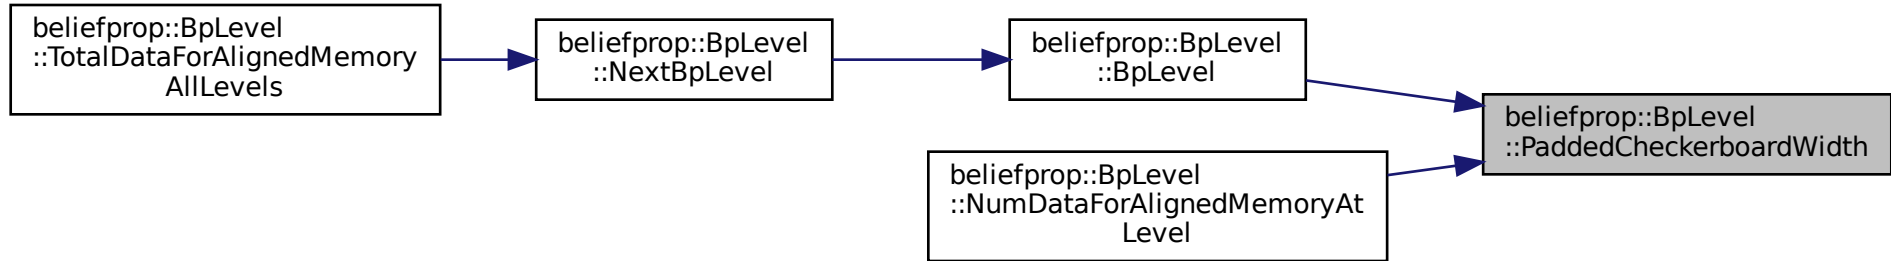 beliefprop::BpLevel
::TotalDataForAlignedMemory
AllLevels
beliefprop::BpLevel
::NextBpLevel
beliefprop::BpLevel
::BpLevel
beliefprop::BpLevel
::PaddedCheckerboardWidth
beliefprop::BpLevel
::NumDataForAlignedMemoryAt
Level